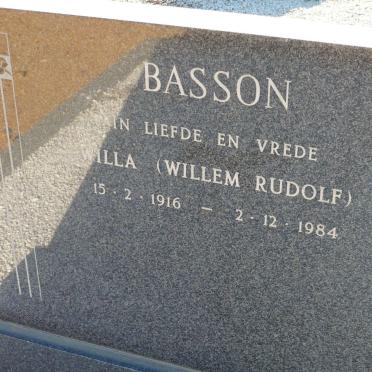 BASSON
IN LIEFDE EN VREDE
ILLA (WILLEM RUDOLF)
15·2·1916 – 2·12·1984